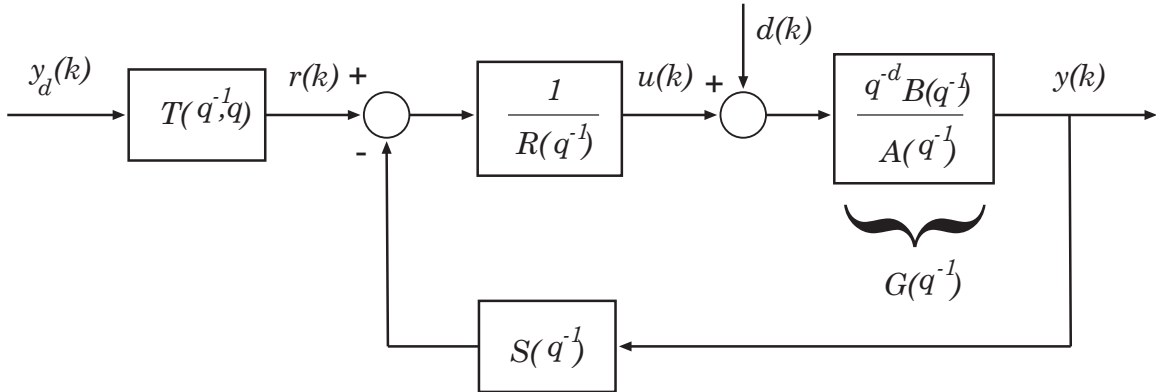 d(k)
y_d(k)
r(k)
+
u(k)
+
y(k)
T(q^{-1},q)
1
R(q^{-1})
q^{-d} B(q^{-1})
A(q^{-1})
-
G(q^{-1})
S(q^{-1})